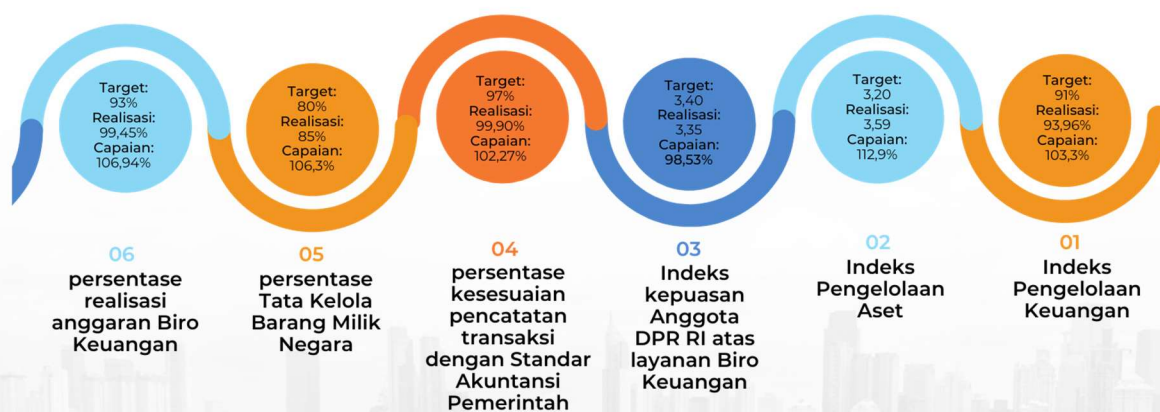 Target:
93%
Realisasi:
99,45%
Capaian:
106,94%
Target:
80%
Realisasi:
85%
Capaian:
106,3%
Target:
97%
Realisasi:
99,90%
Capaian:
102,27%
Target:
3,40
Realisasi:
3,35
Capaian:
98,53%
Target:
3,20
Realisasi:
3,59
Capaian:
112,9%
Target:
91%
Realisasi:
93,96%
Capaian:
103,3%
06
persentase
realisasi
anggaran Biro
Keuangan
05
persentase
Tata Kelola
Barang Milik
Negara
04
persentase
kesesuaian
pencatatan
transaksi
dengan Standar
Akuntansi
Pemerintah
03
Indeks
kepuasan
Anggota
DPR RI atas
layanan Biro
Keuangan
02
Indeks
Pengelolaan
Aset
01
Indeks
Pengelolaan
Keuangan